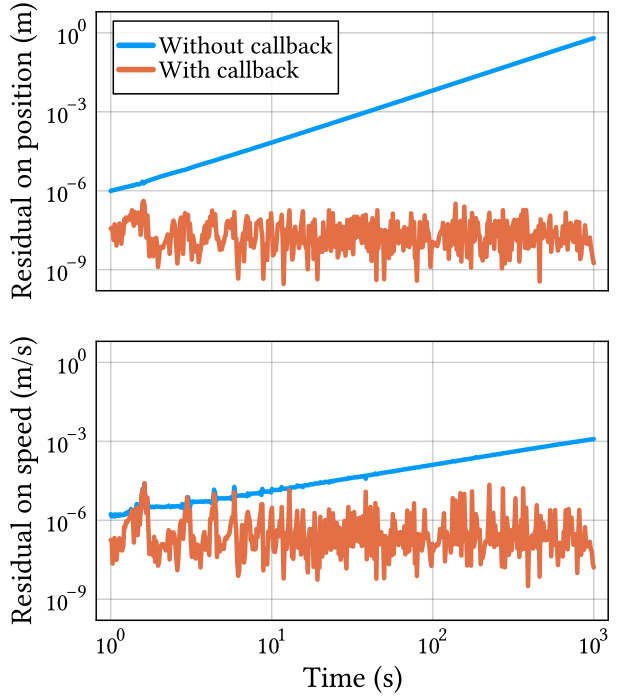 Residual on position (m)
10^0
10^-3
10^-6
10^-9
Without callback
With callback
Residual on speed (m/s)
10^0
10^-3
10^-6
10^-9
10^0 10^1 10^2 10^3
Time (s)